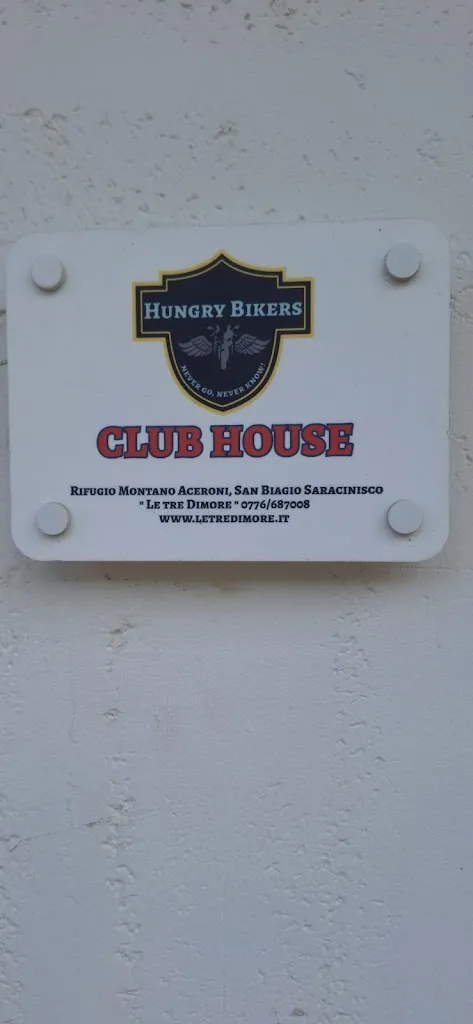 HUNGRY BIKERS
NEVER GO, NEVER KNOW!
CLUB HOUSE
RIFUGIO MONTANO ACERONI, SAN BIAGIO SARACINISCO
" LE TRE DIMORE " 0776/687008
WWW.LETREDIMORE.IT